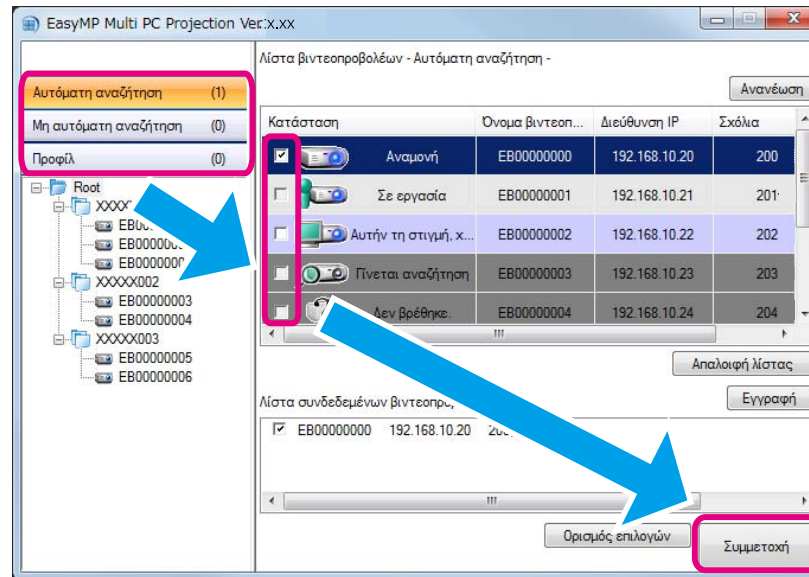 EasyMP Multi PC Projection Ver.x.xx
Λίστα βιντεοπροβολέων - Αυτόματη αναζήτηση -
Ανανέωση
Αυτόματη αναζήτηση (1)
Μη αυτόματη αναζήτηση (0)
Προφίλ (0)
Κατάσταση Όνομα βιντεοπ... Διεύθυνση IP Σχόλια
Αναμονή EB00000000 192.168.10.20 200
Σε εργασία EB00000001 192.168.10.21 201
Αυτήν τη στιγμή, χ... EB00000002 192.168.10.22 202
Πίνεται αναζήτηση EB00000003 192.168.10.23 203
Δεν βρέθηκε. EB00000004 192.168.10.24 204
Root
XXXXX002
EB00000003
EB00000004
XXXXX003
EB00000005
EB00000006
Απαλοιφή λίστας
Λίστα συνδεδεμένων
Εγγραφή
EB00000000 192.168.10.20
Ορισμός επιλογών
Συμμετοχή